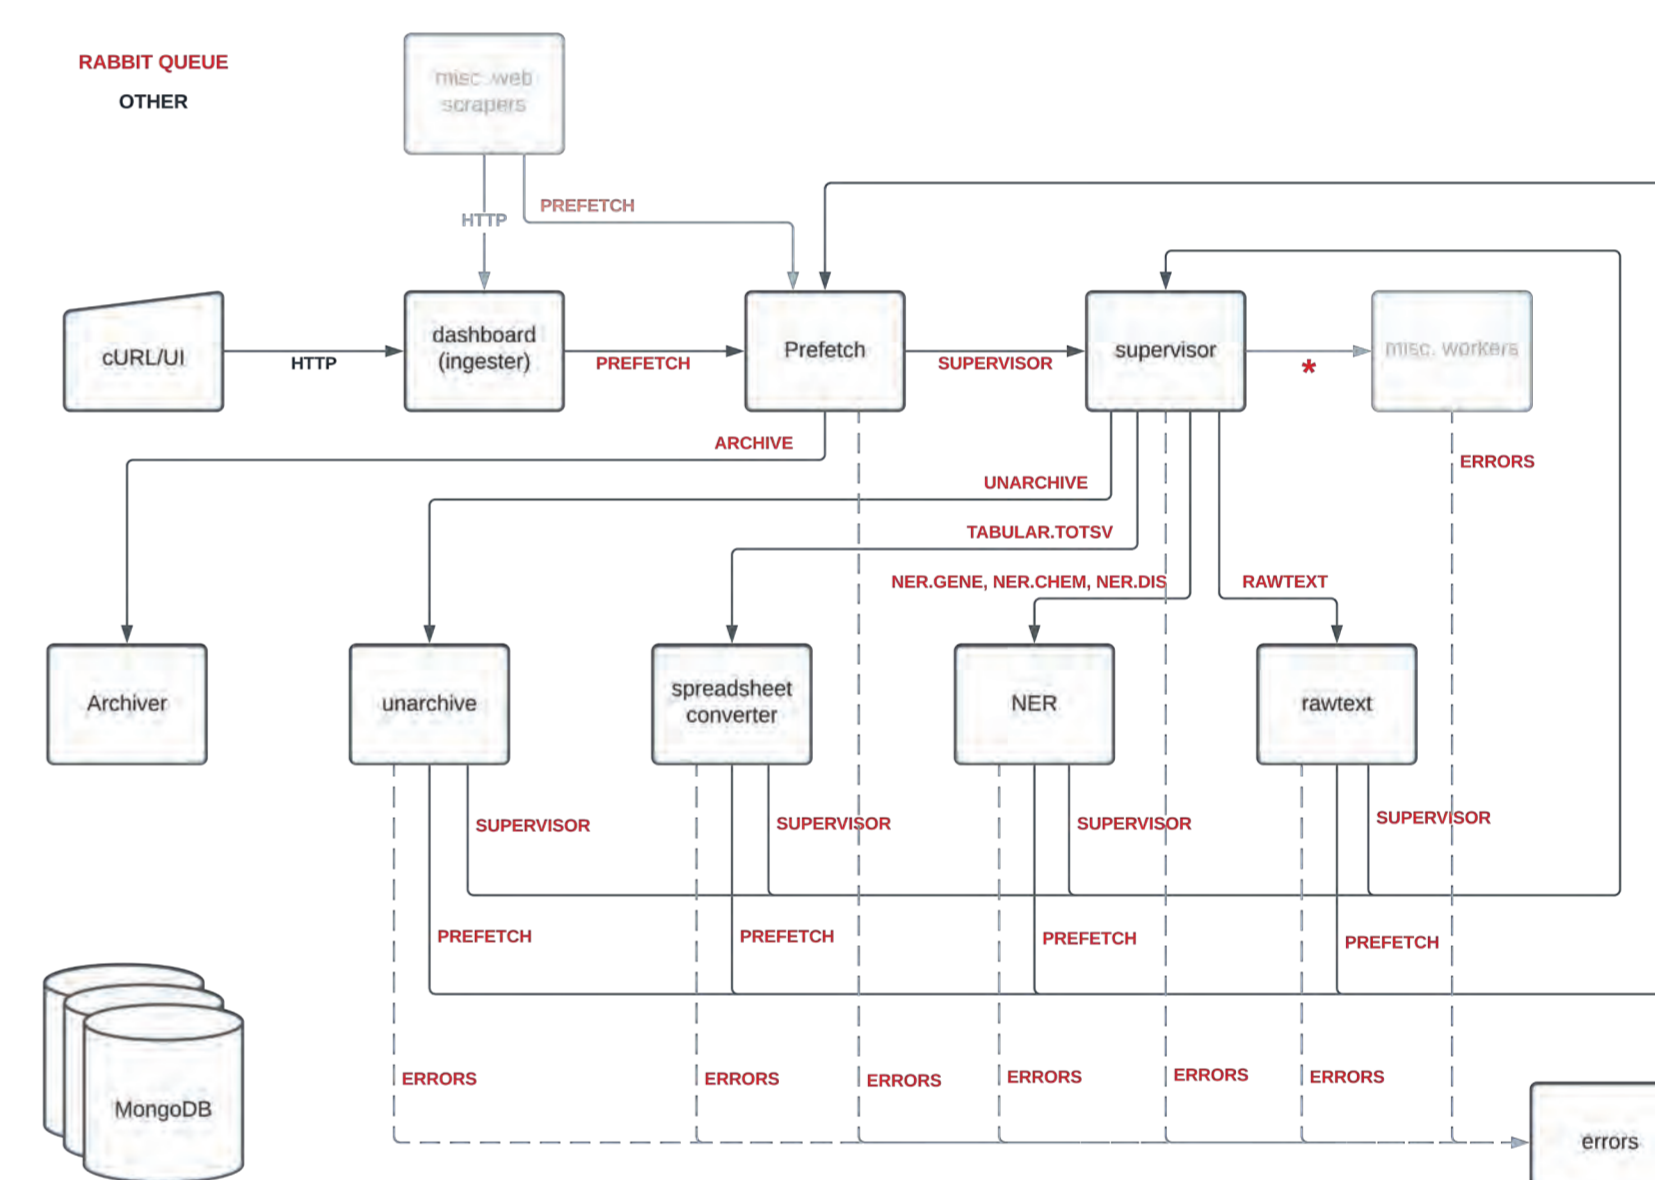 RABBIT QUEUE
OTHER
misc. web
scrapers
HTTP
PREFETCH
cURL/UI
HTTP
dashboard
(ingester)
PREFETCH
Prefetch
SUPERVISOR
supervisor
*
misc. workers
ARCHIVE
ERRORS
UNARCHIVE
TABULAR.TOTSV
NER.GENE, NER.CHEM, NER.DIS
RAWTEXT
Archiver
unarchive
spreadsheet
converter
NER
rawtext
SUPERVISOR
SUPERVISOR
SUPERVISOR
SUPERVISOR
PREFETCH
PREFETCH
PREFETCH
PREFETCH
MongoDB
ERRORS
ERRORS
ERRORS
ERRORS
ERRORS
ERRORS
errors